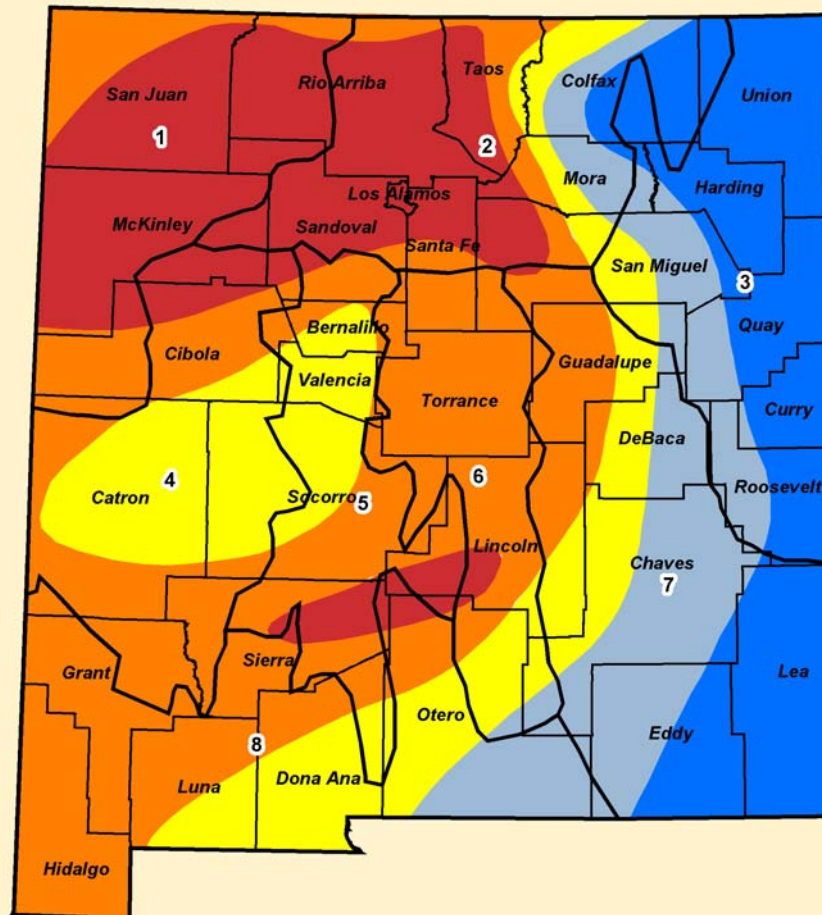 Taos
Colfax
San Juan
Rio Arriba
Union
1
2
Mora
Harding
Los Alamos
McKinley
Sandoval
Santa Fe
San Miguel
3
Bernalillo
Quay
Cibola
Guadalupe
Valencia
Torrance
Curry
DeBaca
4
6
Catron
Socorro
5
Roosevelt
Lincoln
Chaves
7
Sierra
Grant
Lea
Otero
Eddy
8
Luna
Dona Ana
Hidalgo